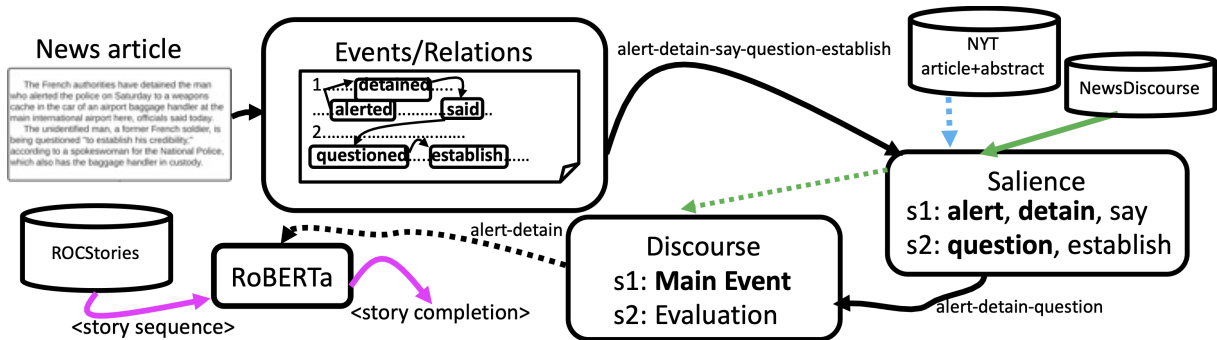 News article
The French authorities have detained the man
who alerted the police on Saturday to a weapons
cache in the car of an airport baggage handler at the
main international airport here, officials said today.
The unidentified man, a former French soldier, is
being questioned "to establish his credibility,"
according to a spokeswoman for the National Police,
which also has the baggage handler in custody.
Events/Relations
1......detained.....
....alerted......said..
2........................
questioned.....establish.....
alert-detain-say-question-establish
NYT
article+abstract
NewsDiscourse
Salience
s1: alert, detain, say
s2: question, establish
alert-detain-question
Discourse
s1: Main Event
s2: Evaluation
alert-detain
ROCStories
RoBERTa
<story sequence>
<story completion>